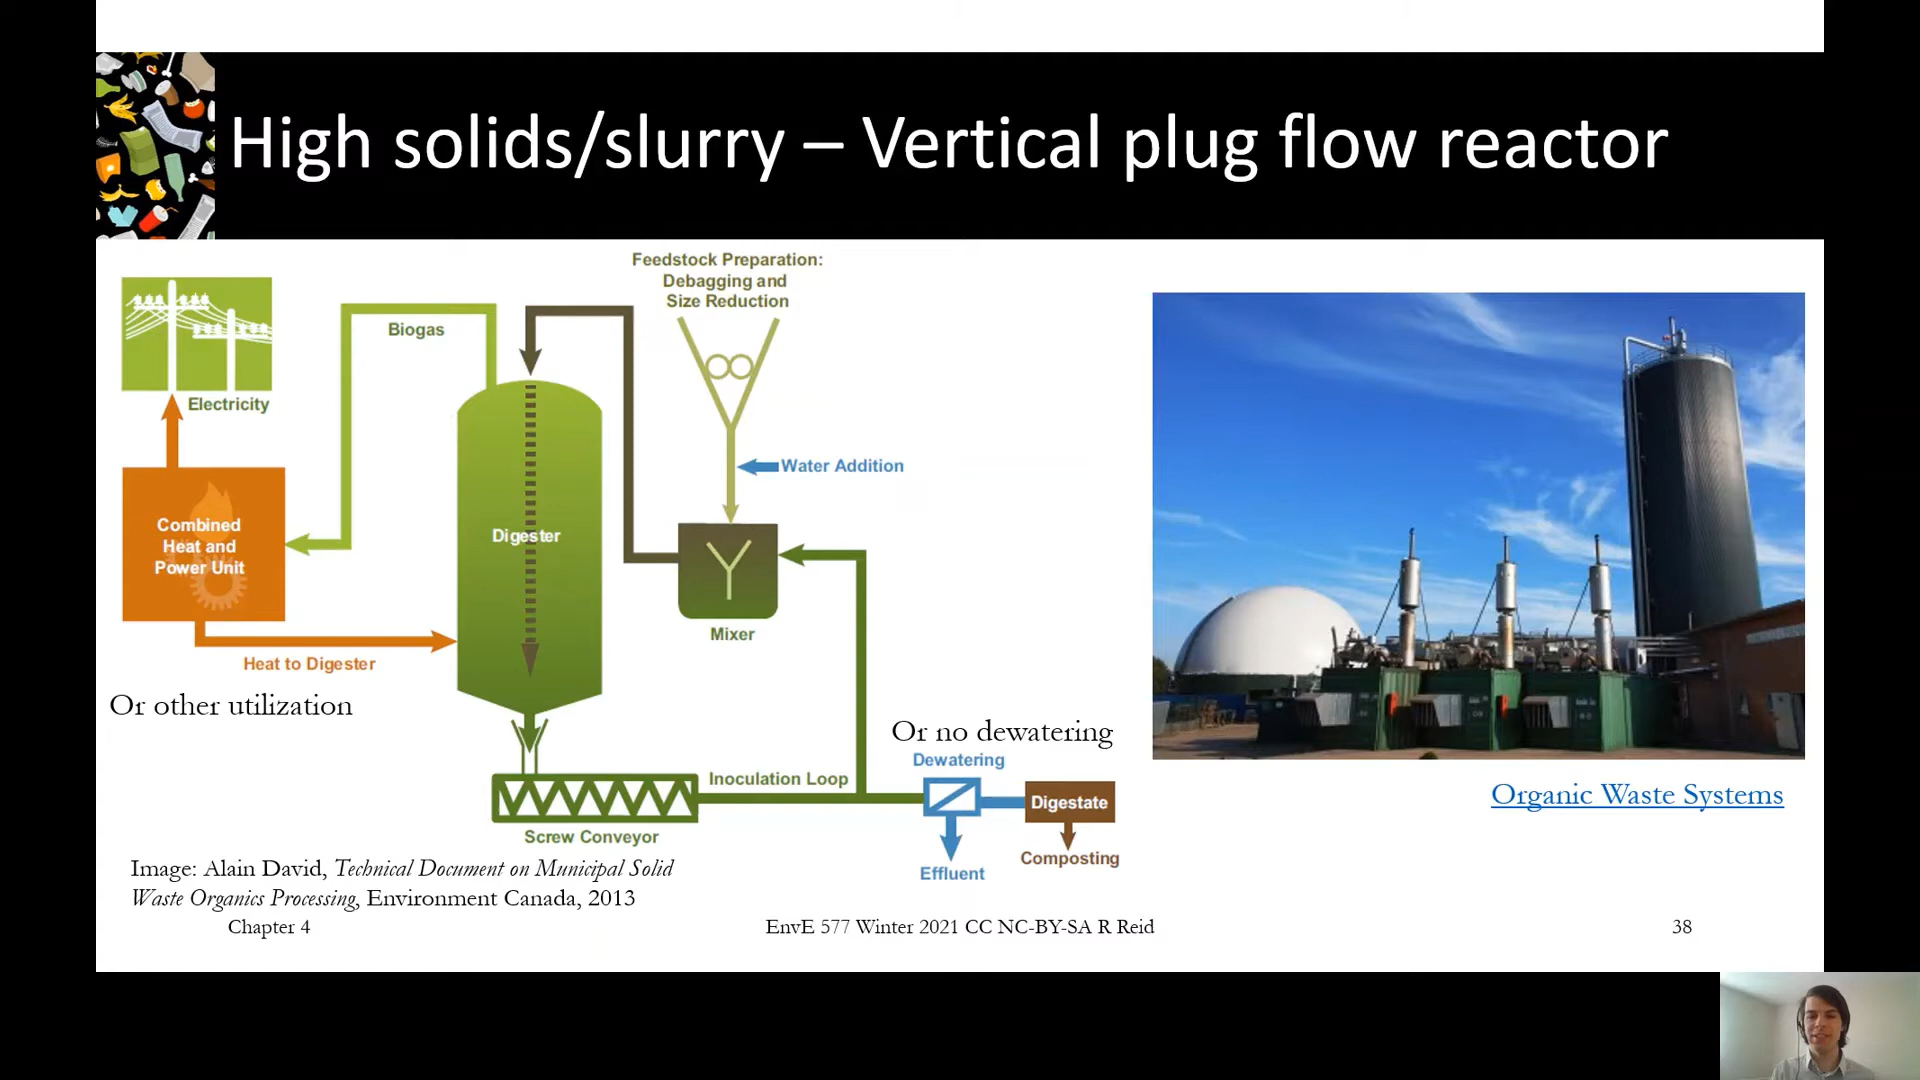 High solids/slurry – Vertical plug flow reactor
Feedstock Preparation:
Debagging and
Size Reduction
Biogas
Electricity
Water Addition
Combined
Heat and
Power Unit
Digester
Mixer
Heat to Digester
Or other utilization
Or no dewatering
Dewatering
Inoculation Loop
Digestate
Screw Conveyor
Composting
Effluent
Organic Waste Systems
Image: Alain David, Technical Document on Municipal Solid
Waste Organics Processing, Environment Canada, 2013
Chapter 4
EnvE 577 Winter 2021 CC NC-BY-SA R Reid
38